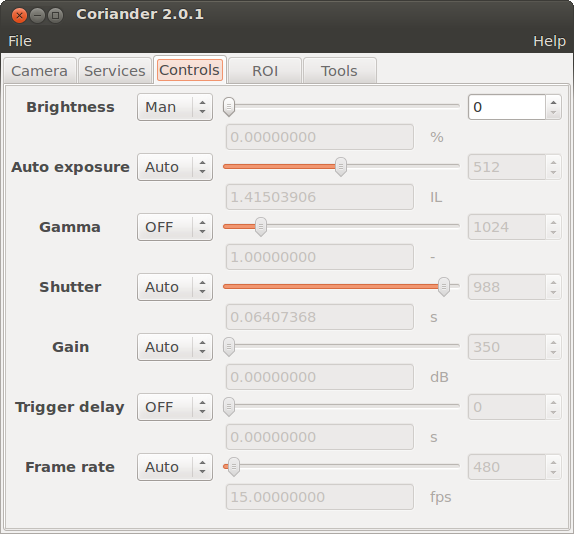 Coriander 2.0.1
File Help
Camera Services Controls ROI Tools
Brightness Man 0
0.00000000 %
Auto exposure Auto 512
1.41503906 IL
Gamma OFF 1024
1.00000000 -
Shutter Auto 988
0.06407368 s
Gain Auto 350
0.00000000 dB
Trigger delay OFF 0
0.00000000 s
Frame rate Auto 480
15.00000000 fps